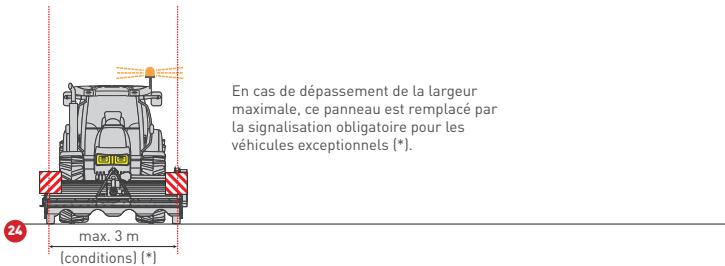 En cas de dépassement de la largeur
maximale, ce panneau est remplacé par
la signalisation obligatoire pour les
véhicules exceptionnels (*).
24
max. 3 m
(conditions) (*)